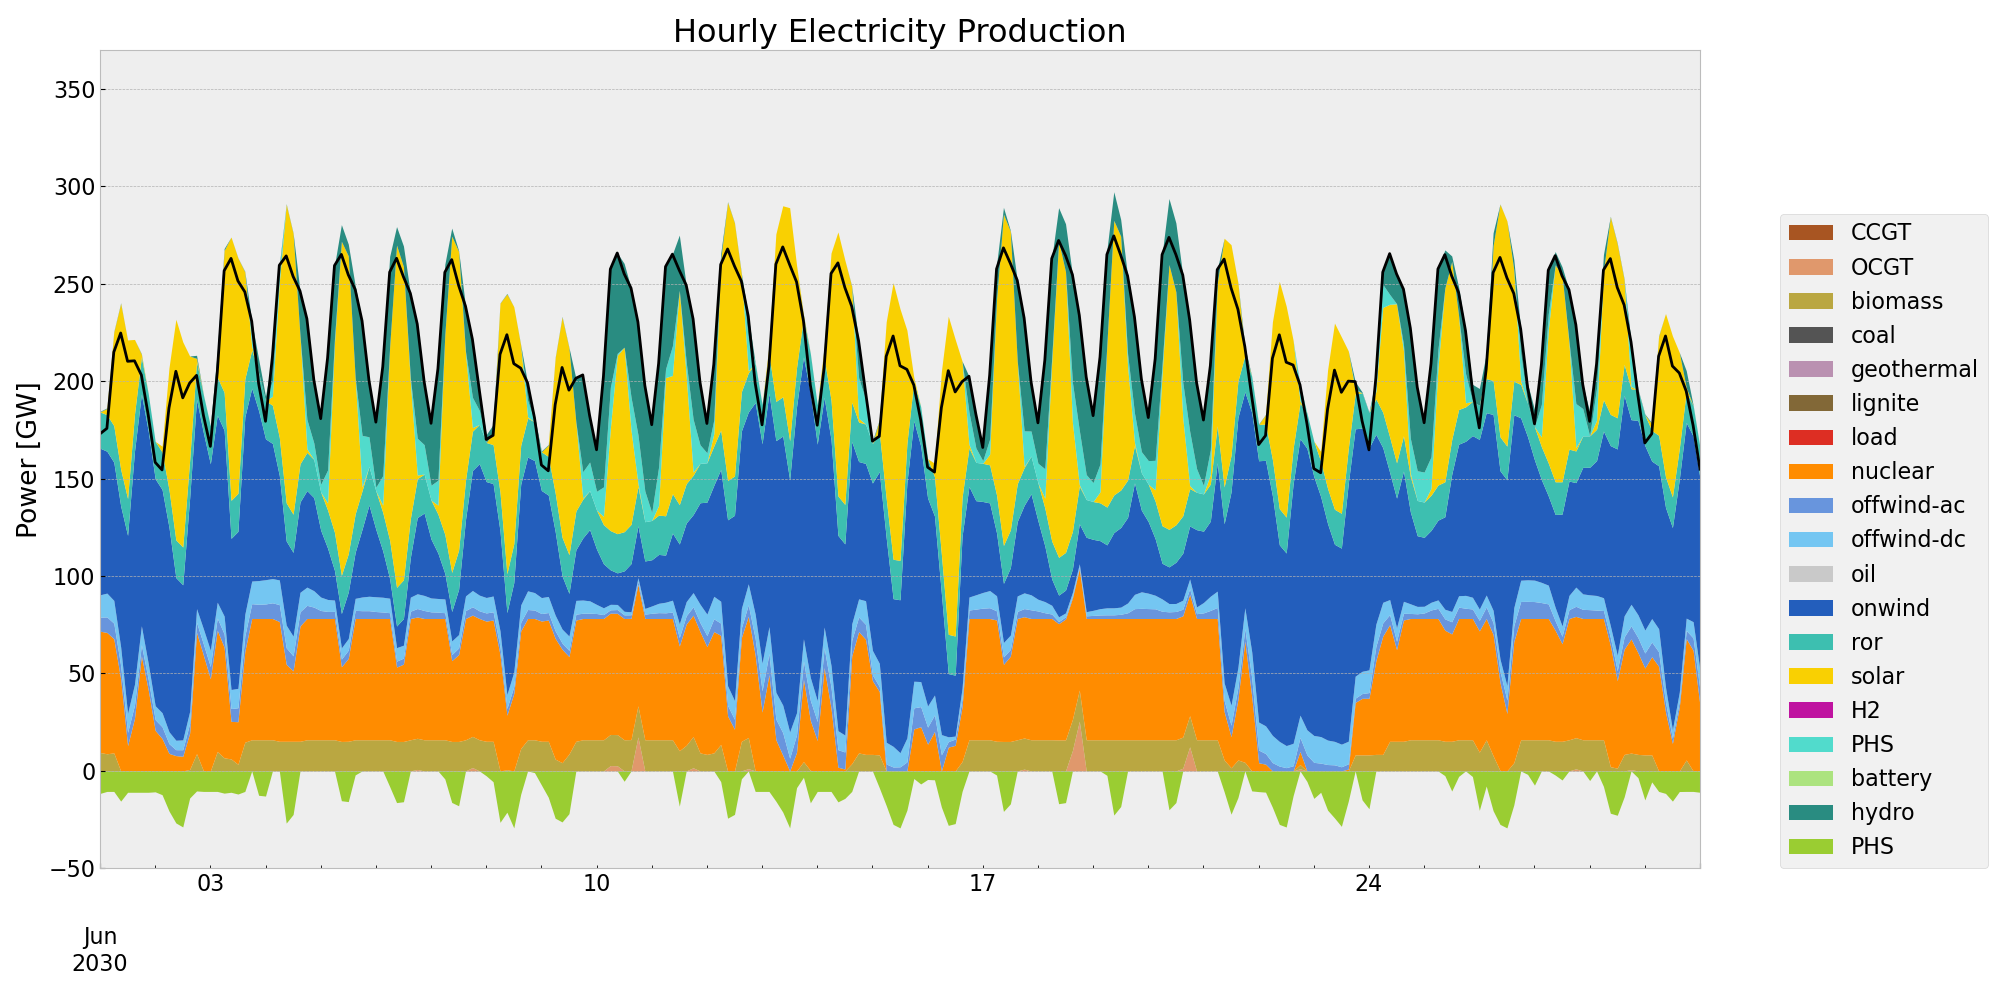 Hourly Electricity Production
Power [GW]
350
300
250
200
150
100
50
0
−50
03
10
17
24
Jun
2030
CCGT
OCGT
biomass
coal
geothermal
lignite
load
nuclear
offwind-ac
offwind-dc
oil
onwind
ror
solar
H2
PHS
battery
hydro
PHS